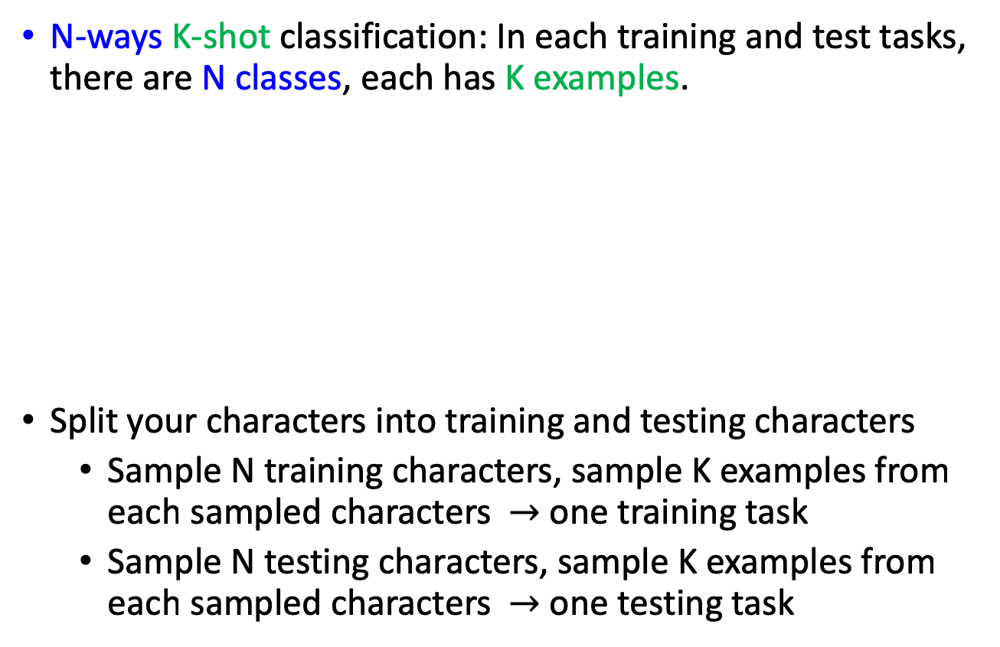 • N-ways K-shot classification: In each training and test tasks,
there are N classes, each has K examples.
• Split your characters into training and testing characters
• Sample N training characters, sample K examples from
each sampled characters → one training task
• Sample N testing characters, sample K examples from
each sampled characters → one testing task